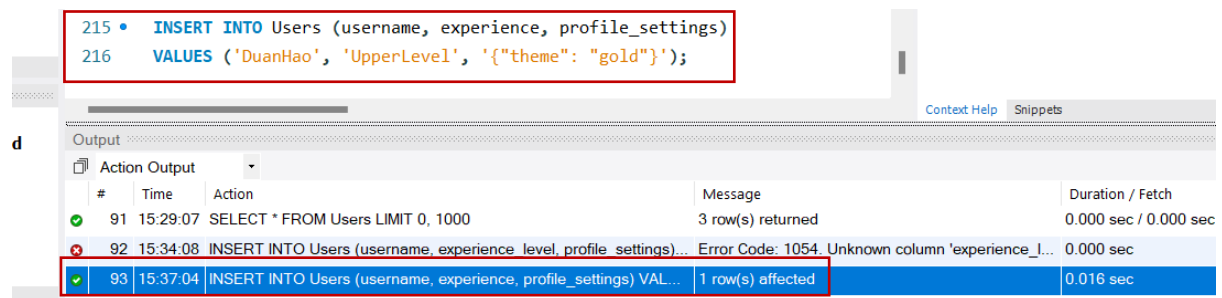 215 INSERT INTO Users (username, experience, profile_settings)
216 VALUES ('DuanHao', 'UpperLevel', '{"theme": "gold"}');
Context Help Snippets
d
Output
Action Output
# Time Action Message Duration / Fetch
91 15:29:07 SELECT * FROM Users LIMIT 0, 1000 3 row(s) returned 0.000 sec / 0.000 sec
92 15:34:08 INSERT INTO Users (username, experience_level, profile_settings)... Error Code: 1054. Unknown column 'experience_l... 0.000 sec
93 15:37:04 INSERT INTO Users (username, experience, profile_settings) VAL... 1 row(s) affected 0.016 sec